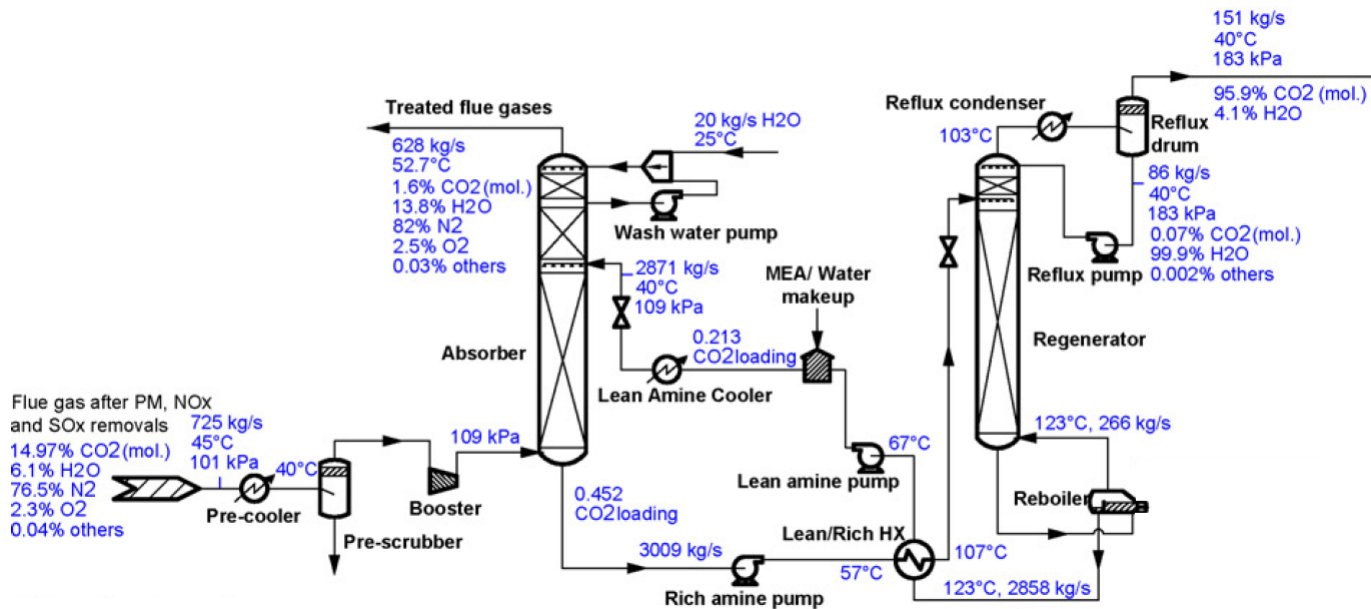 151 kg/s
40°C
183 kPa
95.9% CO2 (mol.)
4.1% H2O
Reflux condenser
103°C
Reflux
drum
86 kg/s
40°C
183 kPa
0.07% CO2(mol.)
99.9% H2O
0.002% others
Reflux pump
Treated flue gases
628 kg/s
52.7°C
1.6% CO2(mol.)
13.8% H2O
82% N2
2.5% O2
0.03% others
20 kg/s H2O
25°C
Wash water pump
2871 kg/s
40°C
109 kPa
MEA/ Water
makeup
Absorber
0.213
CO2loading
Lean Amine Cooler
Regenerator
Flue gas after PM, NOx
and SOx removals
14.97% CO2(mol.)
6.1% H2O
76.5% N2
2.3% O2
0.04% others
725 kg/s
45°C
101 kPa
40°C
Pre-cooler
Pre-scrubber
109 kPa
Booster
67°C
Lean amine pump
123°C, 266 kg/s
Reboiler
0.452
CO2loading
3009 kg/s
Rich amine pump
Lean/Rich HX
57°C
107°C
123°C, 2858 kg/s